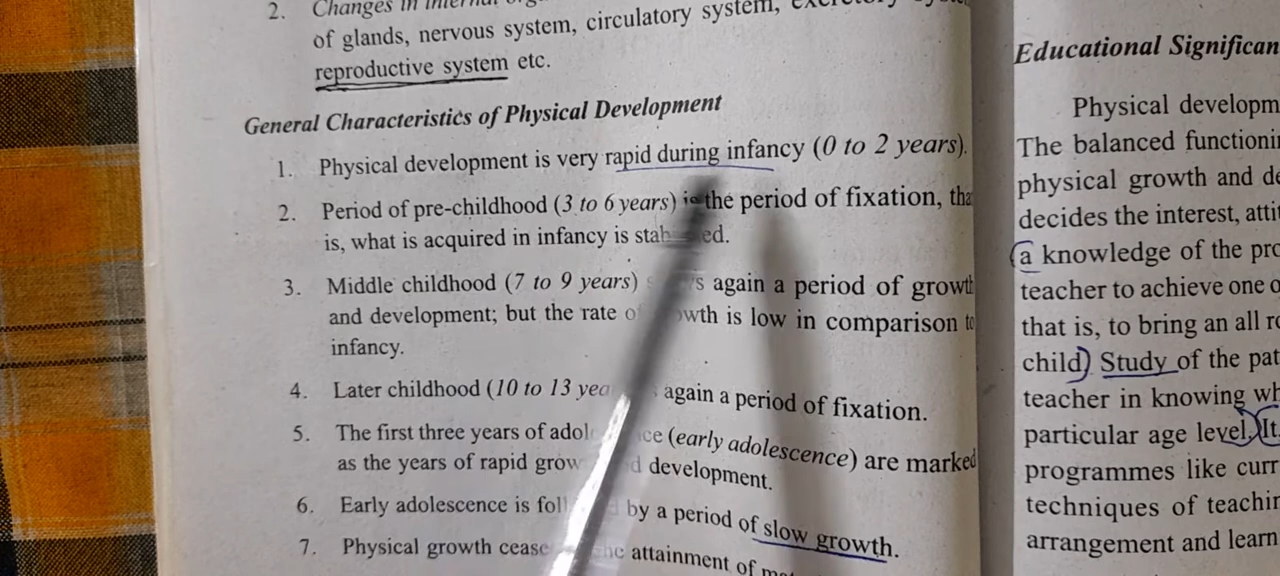 2. Changes in
of glands, nervous system, circulatory system,
reproductive system etc.
General Characteristics of Physical Development
1. Physical development is very rapid during infancy (0 to 2 years).
2. Period of pre-childhood (3 to 6 years) is the period of fixation,
is, what is acquired in infancy is
3. Middle childhood (7 to 9 years) again a period of growth
and development; but the rate is low in comparison to
infancy.
4. Later childhood (10 to 13 again a period of fixation.
5. The first three years of (early adolescence) are marked
as the years of rapid development.
6. Early adolescence is by a period of slow growth.
7. Physical growth attainment of
Educational
Physical
The balanced
physical growth and
decides the interest,
a knowledge of the
teacher to achieve one
that is, to bring an all
child) Study of the
teacher in knowing
particular age level. It
programmes like
techniques of
arrangement and